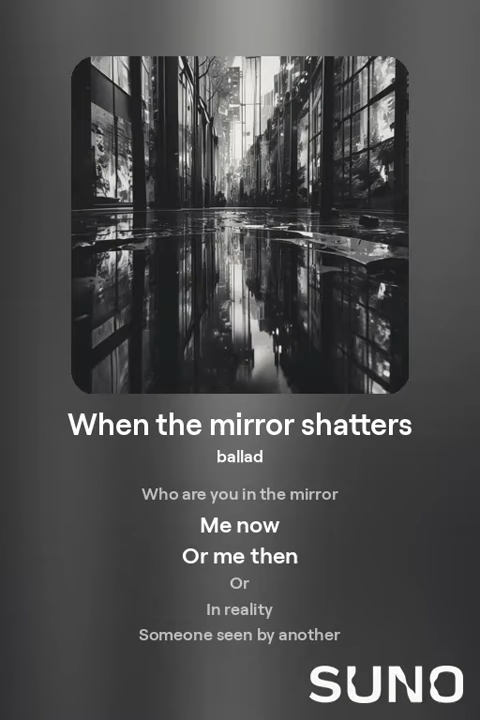 When the mirror shatters
ballad
Who are you in the mirror
Me now
Or me then
Or
In reality
Someone seen by another
SUNO